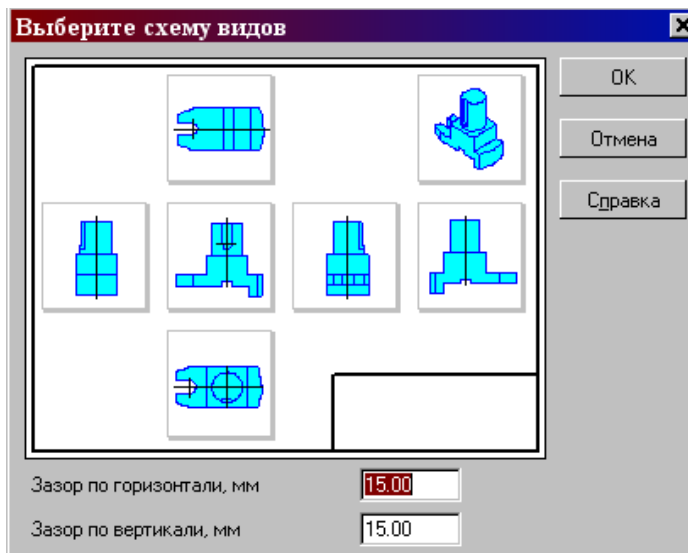 Выберите схему видов
OK
Отмена
Справка
Зазор по горизонтали, мм 15.00
Зазор по вертикали, мм 15.00